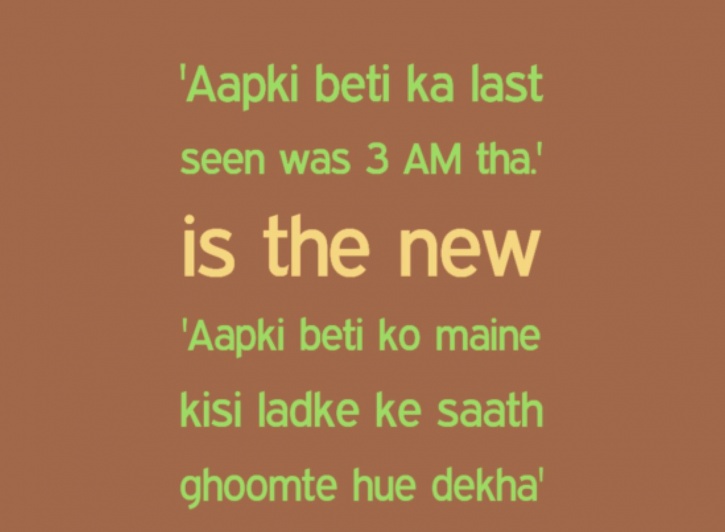 'Aapki beti ka last
seen was 3 AM tha.'
is the new
'Aapki beti ko maine
kisi ladke ke saath
ghoomte hue dekha'